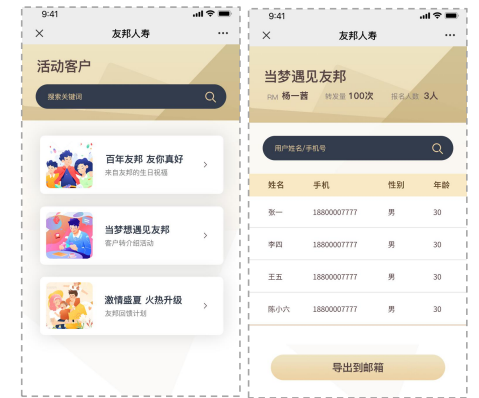 9:41
友邦人寿
活动客户
搜索关键词
百年友邦 友你真好
来自友邦的生日祝福
当梦想遇见友邦
客户转介绍活动
激情盛夏 火热升级
友邦回馈计划
9:41
友邦人寿
当梦遇见友邦
RM 杨一茜 转发量 100次 报名人数 3人
用户姓名/手机号
姓名 手机 性别 年龄
张一 18800007777 男 30
李四 18800007777 男 30
王五 18800007777 男 30
陈小六 18800007777 男 30
导出到邮箱